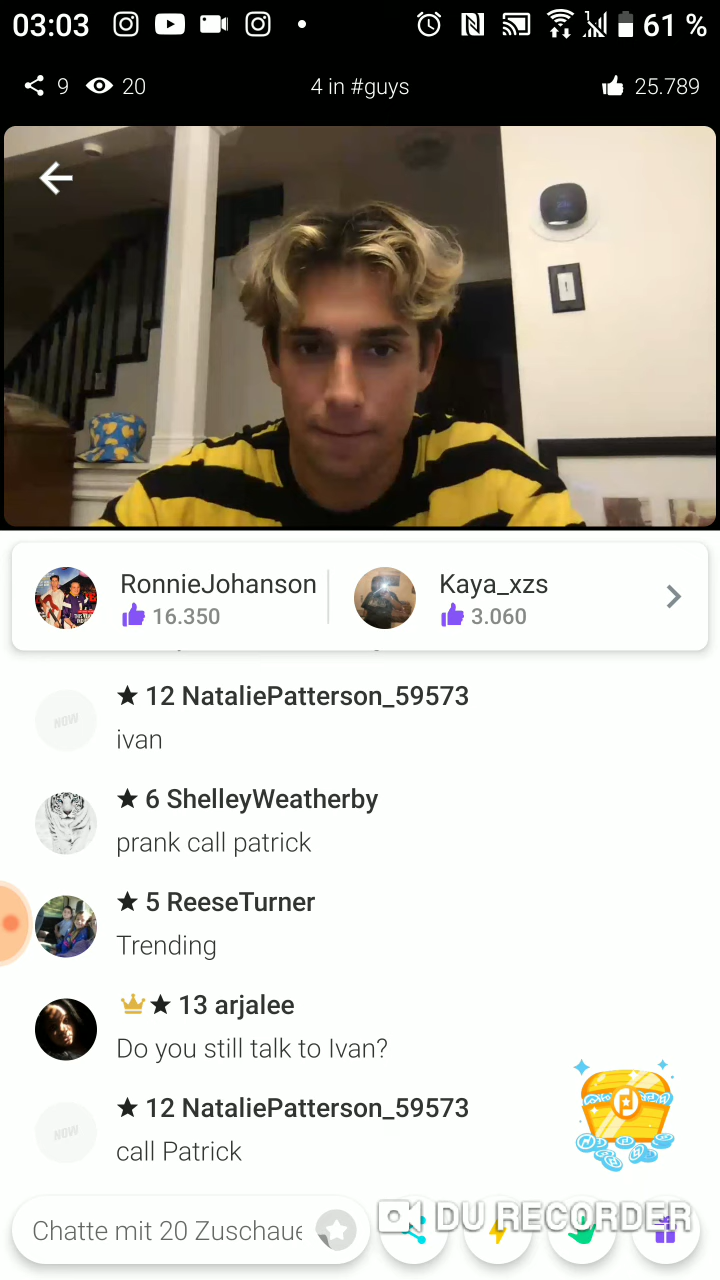 03:03 61 %
9 20 4 in #guys 25.789
RonnieJohanson Kaya_xzs
16.350 3.060
12 NataliePatterson_59573
NOW
ivan
6 ShelleyWeatherby
prank call patrick
5 ReeseTurner
Trending
13 arjalee
Do you still talk to Ivan?
12 NataliePatterson_59573
NOW
call Patrick
Chatte mit 20 Zuschaue
DU RECORDER